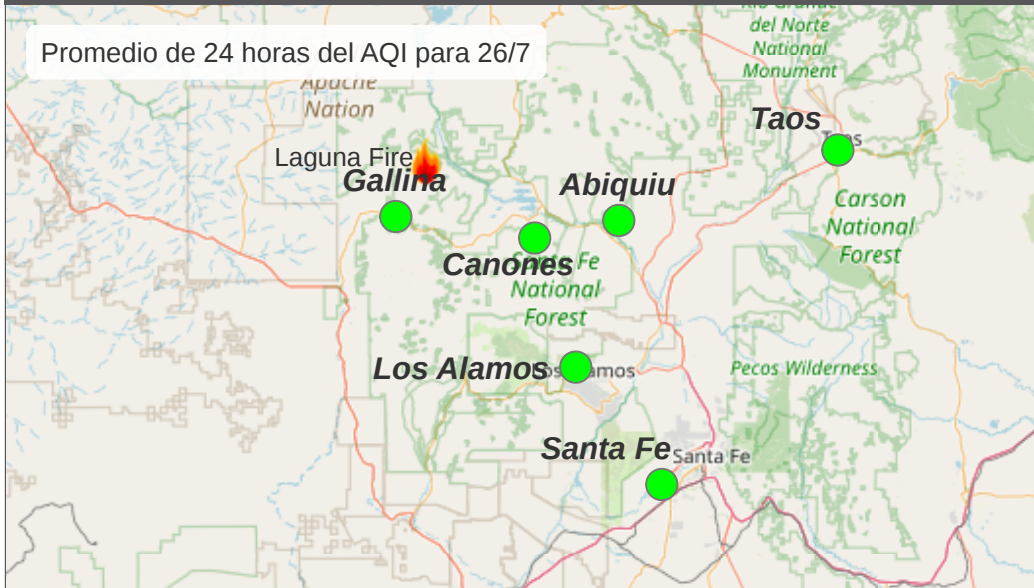 Rio Grande
del Norte
National
Monument
Promedio de 24 horas del AQI para 26/7
Apache
Nation
Taos
Taos
Laguna Fire
Gallina
Abiquiu
Carson
National
Forest
Canones
Santa Fe
National
Forest
Los Alamos
Los Alamos
Pecos Wilderness
Santa Fe
Santa Fe